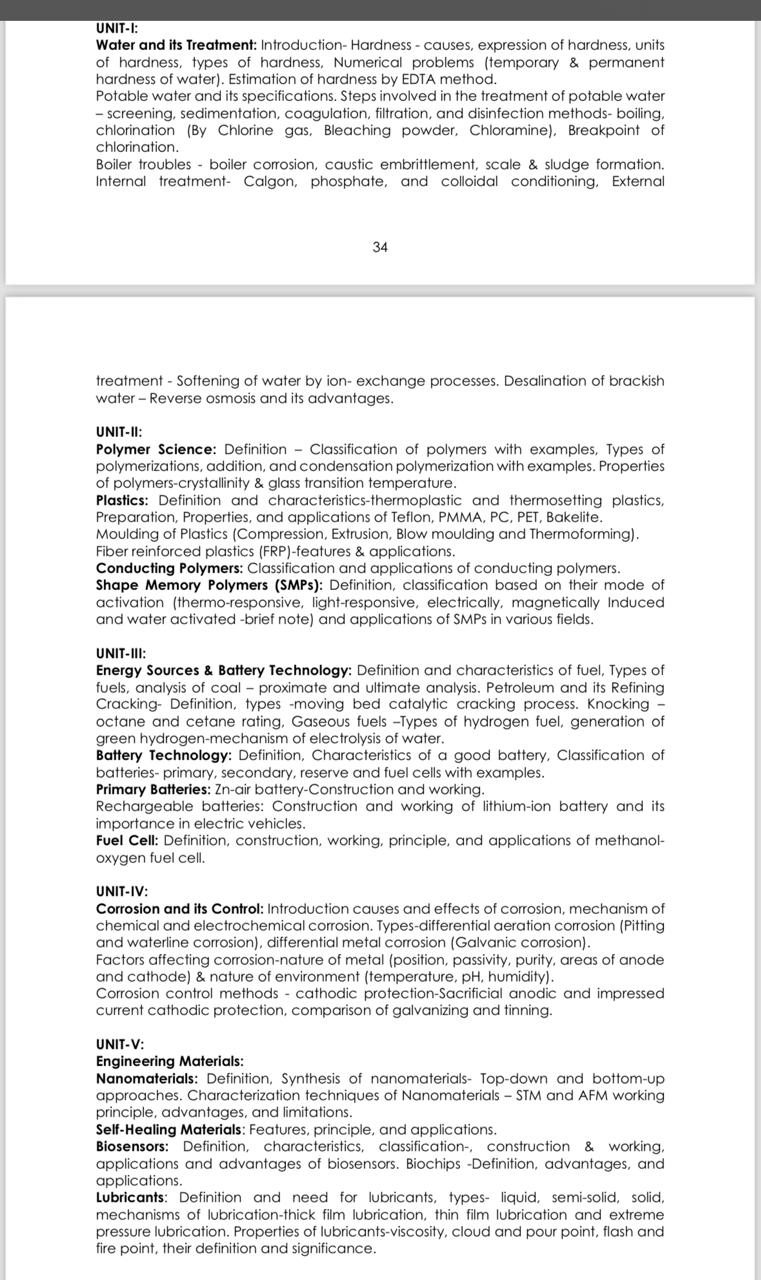 UNIT-I:
Water and its Treatment: Introduction- Hardness - causes, expression of hardness, units
of hardness, types of hardness, Numerical problems (temporary & permanent
hardness of water). Estimation of hardness by EDTA method.
Potable water and its specifications. Steps involved in the treatment of potable water
– screening, sedimentation, coagulation, filtration, and disinfection methods- boiling,
chlorination (By Chlorine gas, Bleaching powder, Chloramine), Breakpoint of
chlorination.
Boiler troubles - boiler corrosion, caustic embrittlement, scale & sludge formation.
Internal treatment- Calgon, phosphate, and colloidal conditioning, External
34
treatment - Softening of water by ion- exchange processes. Desalination of brackish
water – Reverse osmosis and its advantages.
UNIT-II:
Polymer Science: Definition – Classification of polymers with examples, Types of
polymerizations, addition, and condensation polymerization with examples. Properties
of polymers-crystallinity & glass transition temperature.
Plastics: Definition and characteristics-thermoplastic and thermosetting plastics,
Preparation, Properties, and applications of Teflon, PMMA, PC, PET, Bakelite.
Moulding of Plastics (Compression, Extrusion, Blow moulding and Thermoforming).
Fiber reinforced plastics (FRP)-features & applications.
Conducting Polymers: Classification and applications of conducting polymers.
Shape Memory Polymers (SMPs): Definition, classification based on their mode of
activation (thermo-responsive, light-responsive, electrically, magnetically Induced
and water activated -brief note) and applications of SMPs in various fields.
UNIT-III:
Energy Sources & Battery Technology: Definition and characteristics of fuel, Types of
fuels, analysis of coal – proximate and ultimate analysis. Petroleum and its Refining
Cracking- Definition, types -moving bed catalytic cracking process. Knocking –
octane and cetane rating, Gaseous fuels –Types of hydrogen fuel, generation of
green hydrogen-mechanism of electrolysis of water.
Battery Technology: Definition, Characteristics of a good battery, Classification of
batteries- primary, secondary, reserve and fuel cells with examples.
Primary Batteries: Zn-air battery-Construction and working.
Rechargeable batteries: Construction and working of lithium-ion battery and its
importance in electric vehicles.
Fuel Cell: Definition, construction, working, principle, and applications of methanol-
oxygen fuel cell.
UNIT-IV:
Corrosion and its Control: Introduction causes and effects of corrosion, mechanism of
chemical and electrochemical corrosion. Types-differential aeration corrosion (Pitting
and waterline corrosion), differential metal corrosion (Galvanic corrosion).
Factors affecting corrosion-nature of metal (position, passivity, purity, areas of anode
and cathode) & nature of environment (temperature, pH, humidity).
Corrosion control methods - cathodic protection-Sacrificial anodic and impressed
current cathodic protection, comparison of galvanizing and tinning.
UNIT-V:
Engineering Materials:
Nanomaterials: Definition, Synthesis of nanomaterials- Top-down and bottom-up
approaches. Characterization techniques of Nanomaterials – STM and AFM working
principle, advantages, and limitations.
Self-Healing Materials: Features, principle, and applications.
Biosensors: Definition, characteristics, classification-, construction & working,
applications and advantages of biosensors. Biochips -Definition, advantages, and
applications.
Lubricants: Definition and need for lubricants, types- liquid, semi-solid, solid,
mechanisms of lubrication-thick film lubrication, thin film lubrication and extreme
pressure lubrication. Properties of lubricants-viscosity, cloud and pour point, flash and
fire point, their definition and significance.